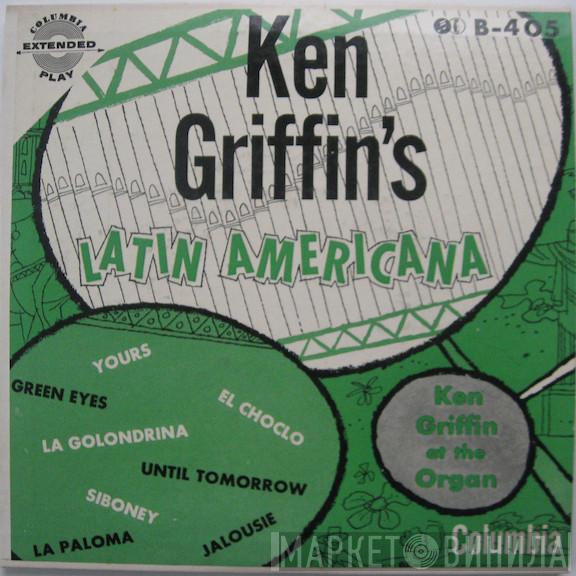 COLUMBIA
EXTENDED
PLAY
B-405
Ken
Griffin's
LATIN AMERICANA
YOURS
GREEN EYES
EL CHOCLO
LA GOLONDRINA
UNTIL TOMORROW
SIBONEY
LA PALOMA
JALOUSIE
Ken
Griffin
at the
Organ
Columbia
МАРКЕТ ВИНИЛА